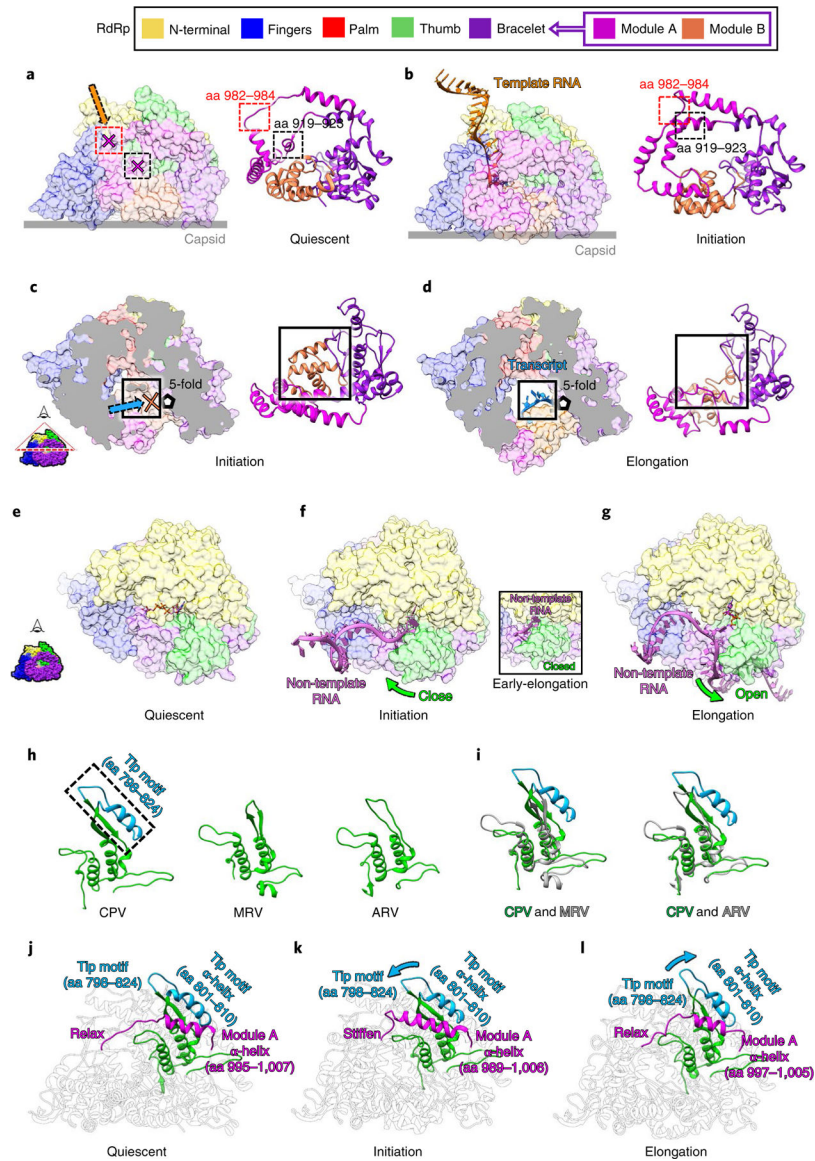 RdRp N-terminal Fingers Palm Thumb Bracelet Module A Module B
a
aa 982–984
aa 919–923
Capsid
Quiescent
b
Template RNA
aa 982–984
aa 919–923
Capsid
Initiation
c
5-fold
Initiation
d
Transcript
5-fold
Elongation
e
Quiescent
f
Non-template
RNA
Close
Initiation
Non-template
RNA
Closed
Early-elongation
g
Non-template
RNA
Open
Elongation
h
Tip motif
(aa 798–824)
CPV
MRV
ARV
i
CPV and MRV
CPV and ARV
j
Tip motif
(aa 798–824)
Tip motif
α-helix
(aa 801–810)
Relax
Module A
α-helix
(aa 995–1,007)
Quiescent
k
Tip motif
(aa 798–824)
Tip motif
α-helix
(aa 801–810)
Stiffen
Module A
α-helix
(aa 989–1,006)
Initiation
l
Tip motif
(aa 798–824)
Tip motif
α-helix
(aa 801–810)
Relax
Module A
α-helix
(aa 997–1,005)
Elongation